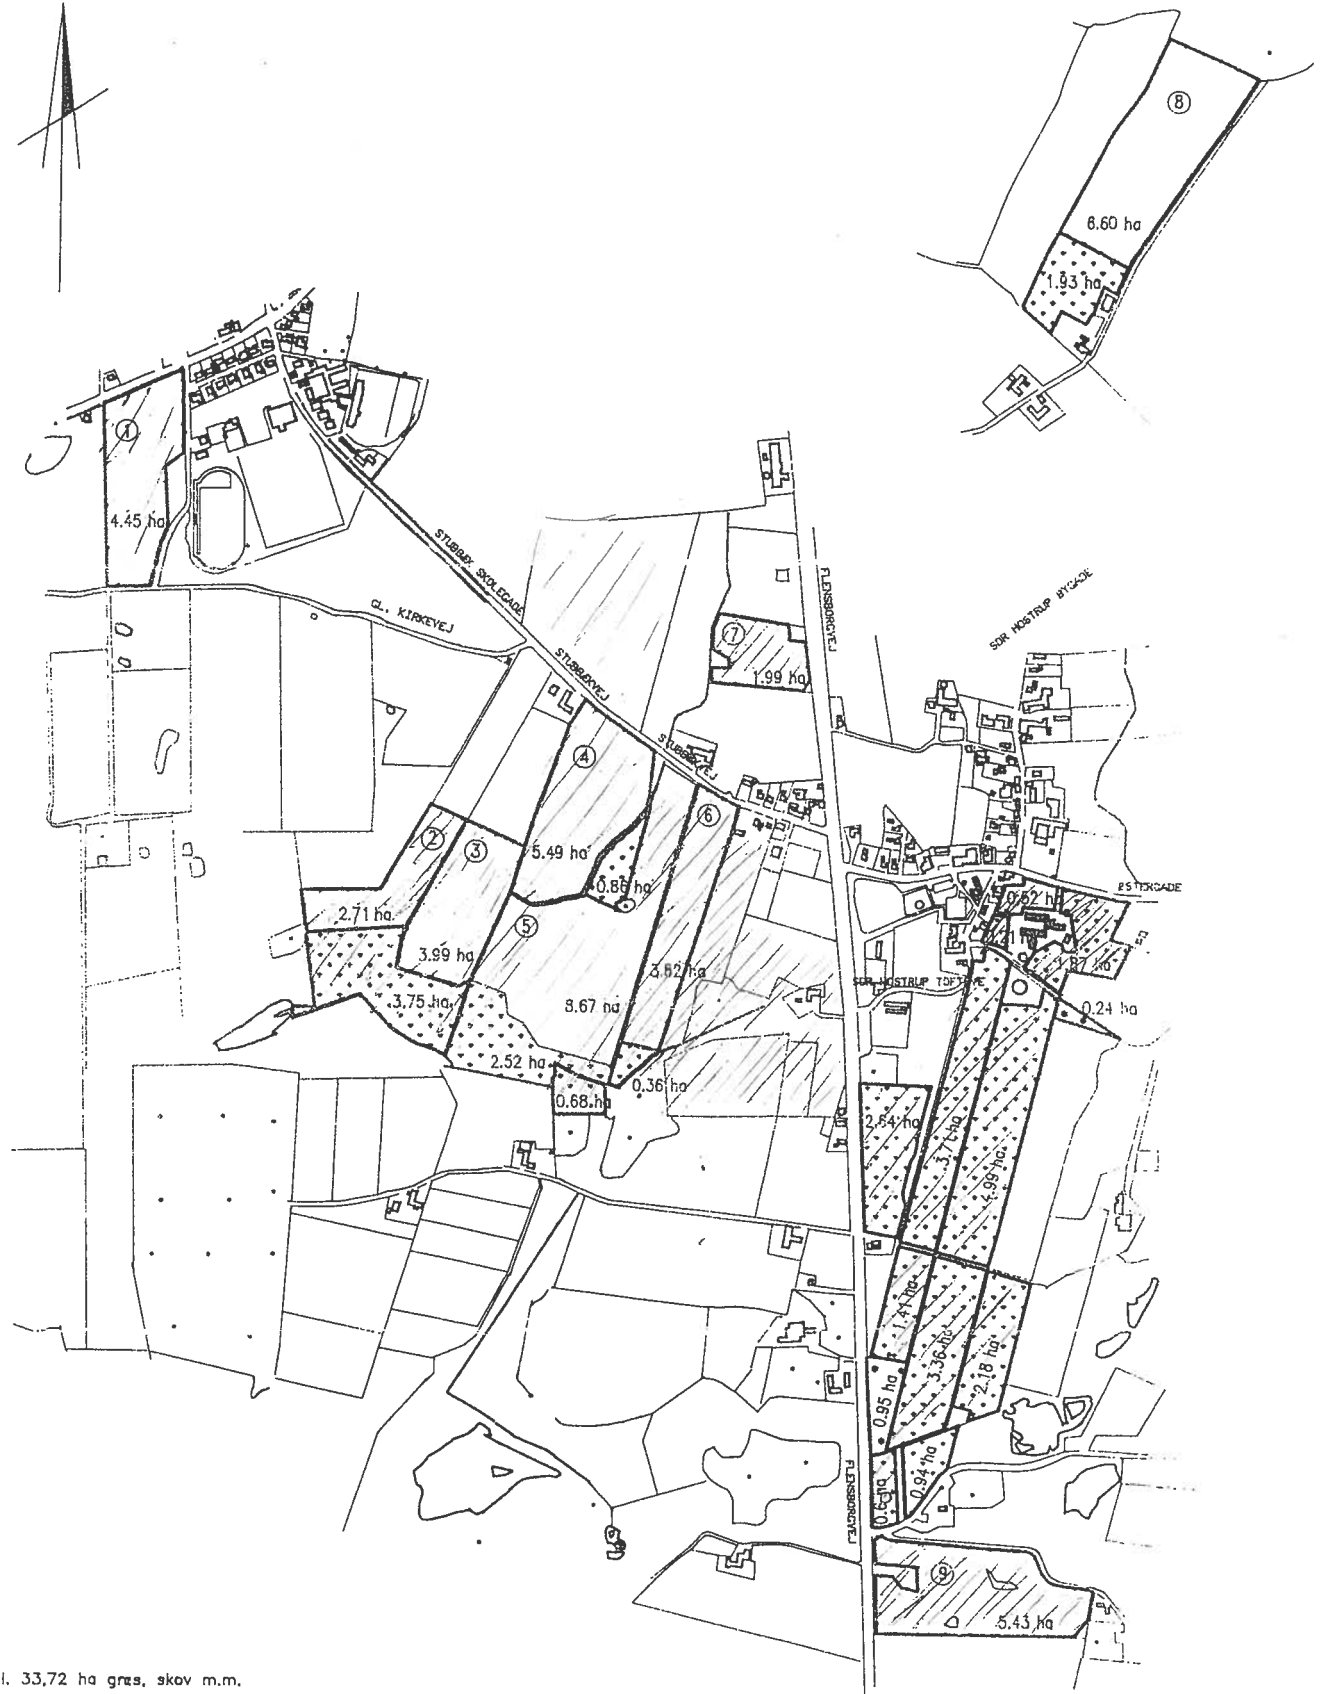 8
8.60 ha
1.93 ha
1
4.45 ha
STUBBÆK SKOLEGADE
GL. KIRKEVEJ
STUBBÆKVEJ
FLENSBORGVEJ
SDR HOSTRUP BYGADE
7
1.99 ha
STUBBÆKVEJ
4
6
2
3
5.49 ha
0.86 ha
ØSTERGADE
0.52 ha
2.71 ha
5
3.99 ha
3.82 ha
1.87 ha
SDR HOSTRUP TOFTEVEJ
3.75 ha
8.67 ha
0.24 ha
2.52 ha
0.36 ha
0.68 ha
2.64 ha
3.71 ha
4.99 ha
1.41 ha
3.36 ha
2.18 ha
0.95 ha
0.94 ha
FLENSBORGVEJ
9
5.43 ha
l. 33,72 ha græs, skov m.m.